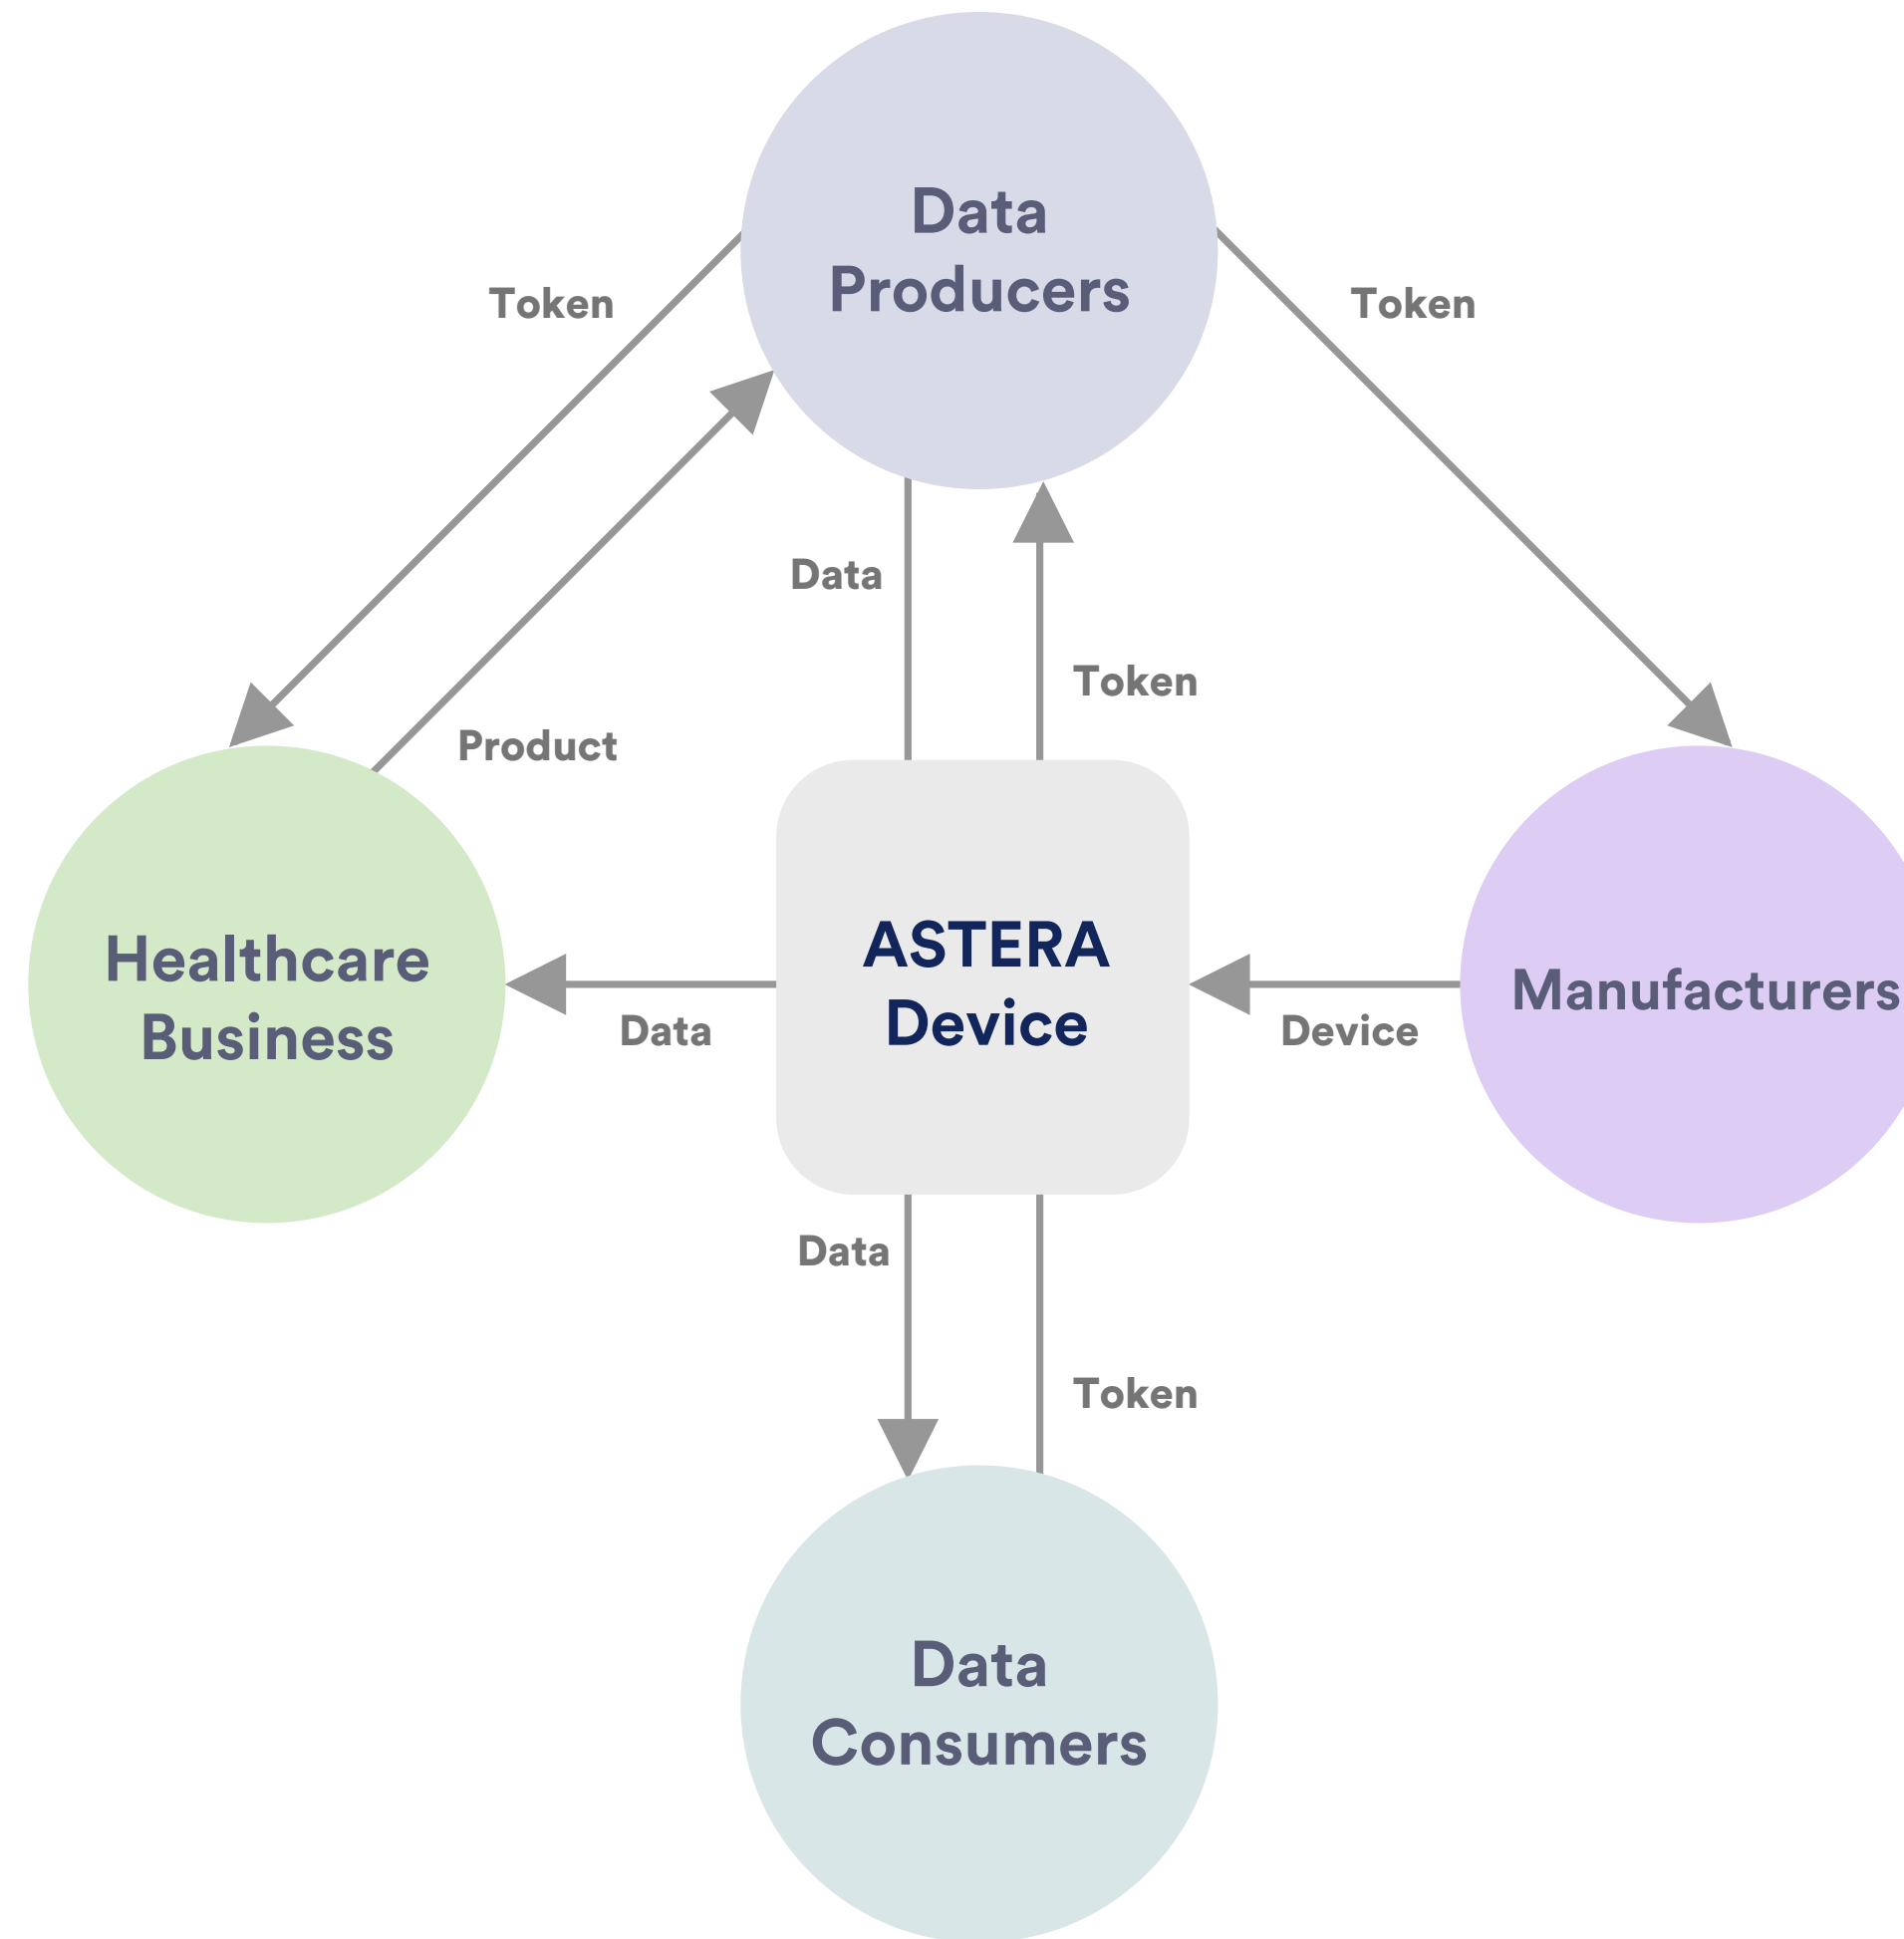 Data
Producers
Token
Token
Data
Token
Product
Healthcare
Business
ASTERA
Device
Manufacturers
Data
Device
Data
Token
Data
Consumers